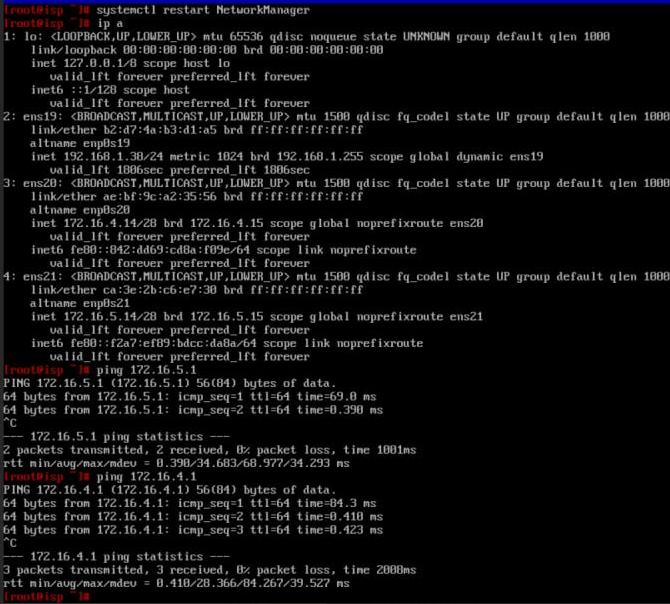 [root@isp ~]# systemctl restart NetworkManager
[root@isp ~]# ip a
1: lo: <LOOPBACK,UP,LOWER_UP> mtu 65536 qdisc noqueue state UNKNOWN group default qlen 1000
    link/loopback 00:00:00:00:00:00 brd 00:00:00:00:00:00
    inet 127.0.0.1/8 scope host lo
       valid_lft forever preferred_lft forever
    inet6 ::1/128 scope host
       valid_lft forever preferred_lft forever
2: ens19: <BROADCAST,MULTICAST,UP,LOWER_UP> mtu 1500 qdisc fq_codel state UP group default qlen 1000
    link/ether b2:d7:4a:b3:d1:a5 brd ff:ff:ff:ff:ff:ff
    altname enp0s19
    inet 192.168.1.38/24 metric 1024 brd 192.168.1.255 scope global dynamic ens19
       valid_lft 1806sec preferred_lft 1806sec
3: ens20: <BROADCAST,MULTICAST,UP,LOWER_UP> mtu 1500 qdisc fq_codel state UP group default qlen 1000
    link/ether ae:bf:9c:a2:35:56 brd ff:ff:ff:ff:ff:ff
    altname enp0s20
    inet 172.16.4.14/28 brd 172.16.4.15 scope global noprefixroute ens20
       valid_lft forever preferred_lft forever
    inet6 fe80::842:dd69:cd8a:f09e/64 scope link noprefixroute
       valid_lft forever preferred_lft forever
4: ens21: <BROADCAST,MULTICAST,UP,LOWER_UP> mtu 1500 qdisc fq_codel state UP group default qlen 1000
    link/ether ca:3e:2b:c6:e7:30 brd ff:ff:ff:ff:ff:ff
    altname enp0s21
    inet 172.16.5.14/28 brd 172.16.5.15 scope global noprefixroute ens21
       valid_lft forever preferred_lft forever
    inet6 fe80::f2a7:ef89:bdcc:da8a/64 scope link noprefixroute
       valid_lft forever preferred_lft forever
[root@isp ~]# ping 172.16.5.1
PING 172.16.5.1 (172.16.5.1) 56(84) bytes of data.
64 bytes from 172.16.5.1: icmp_seq=1 ttl=64 time=69.0 ms
64 bytes from 172.16.5.1: icmp_seq=2 ttl=64 time=0.390 ms
^C
--- 172.16.5.1 ping statistics ---
2 packets transmitted, 2 received, 0% packet loss, time 1001ms
rtt min/avg/max/mdev = 0.390/34.683/68.977/34.293 ms
[root@isp ~]# ping 172.16.4.1
PING 172.16.4.1 (172.16.4.1) 56(84) bytes of data.
64 bytes from 172.16.4.1: icmp_seq=1 ttl=64 time=84.3 ms
64 bytes from 172.16.4.1: icmp_seq=2 ttl=64 time=0.410 ms
64 bytes from 172.16.4.1: icmp_seq=3 ttl=64 time=0.423 ms
^C
--- 172.16.4.1 ping statistics ---
3 packets transmitted, 3 received, 0% packet loss, time 2008ms
rtt min/avg/max/mdev = 0.410/28.366/84.267/39.527 ms
[root@isp ~]#